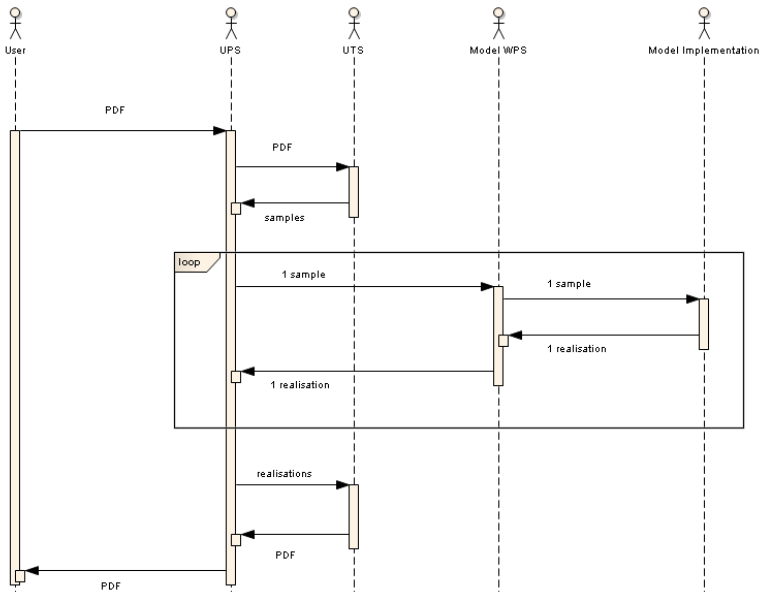 User
UPS
UTS
Model WPS
Model Implementation
PDF
PDF
samples
loop
1 sample
1 sample
1 realisation
1 realisation
realisations
PDF
PDF